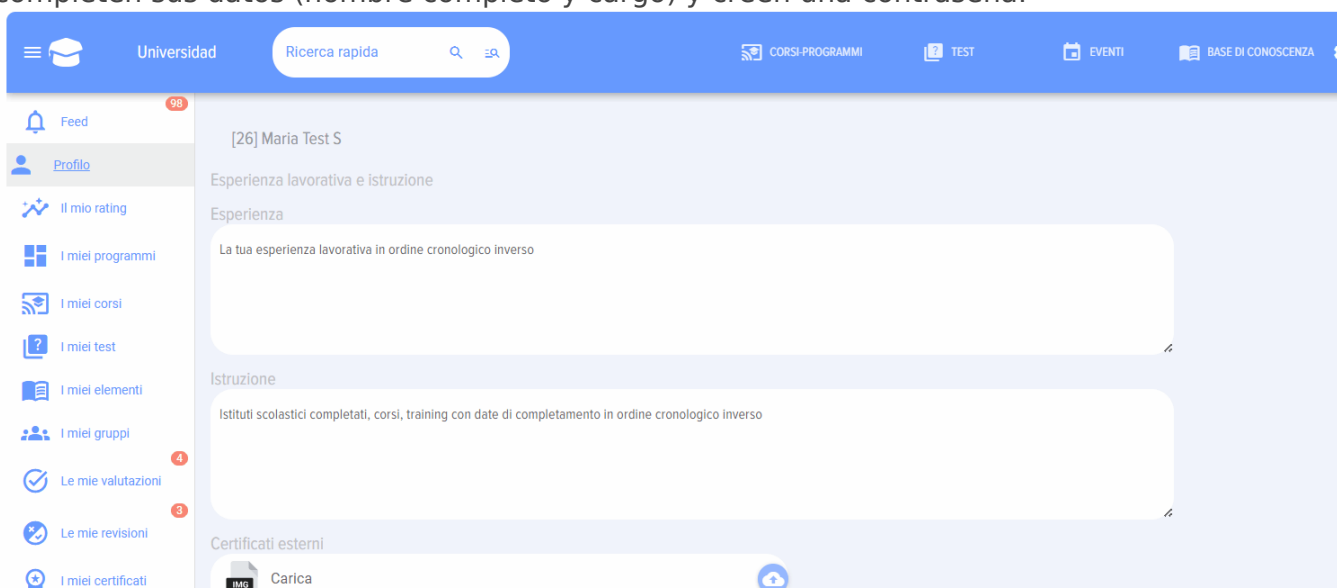 completen sus datos (nombre completo y cargo) y creen una contraseña.
Universidad
Ricerca rapida
CORSI-PROGRAMMI
TEST
EVENTI
BASE DI CONOSCENZA
98
Feed
Profilo
Il mio rating
I miei programmi
I miei corsi
I miei test
I miei elementi
I miei gruppi
4
Le mie valutazioni
3
Le mie revisioni
I miei certificati
[26] Maria Test S
Esperienza lavorativa e istruzione
Esperienza
La tua esperienza lavorativa in ordine cronologico inverso
Istruzione
Istituti scolastici completati, corsi, training con date di completamento in ordine cronologico inverso
Certificati esterni
IMG
Carica